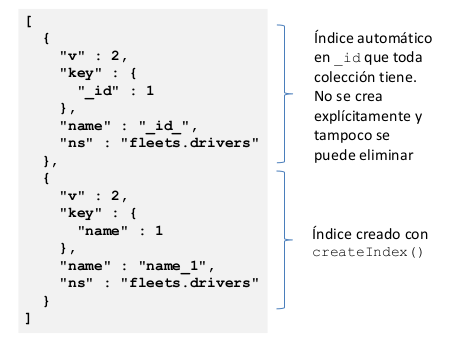 [
  {
    "v" : 2,
    "key" : {
      "_id" : 1
    },
    "name" : "_id_",
    "ns" : "fleets.drivers"
  },
  {
    "v" : 2,
    "key" : {
      "name" : 1
    },
    "name" : "name_1",
    "ns" : "fleets.drivers"
  }
]
Índice automático
en _id que toda
colección tiene.
No se crea
explícitamente y
tampoco se
puede eliminar
Índice creado con
createIndex()